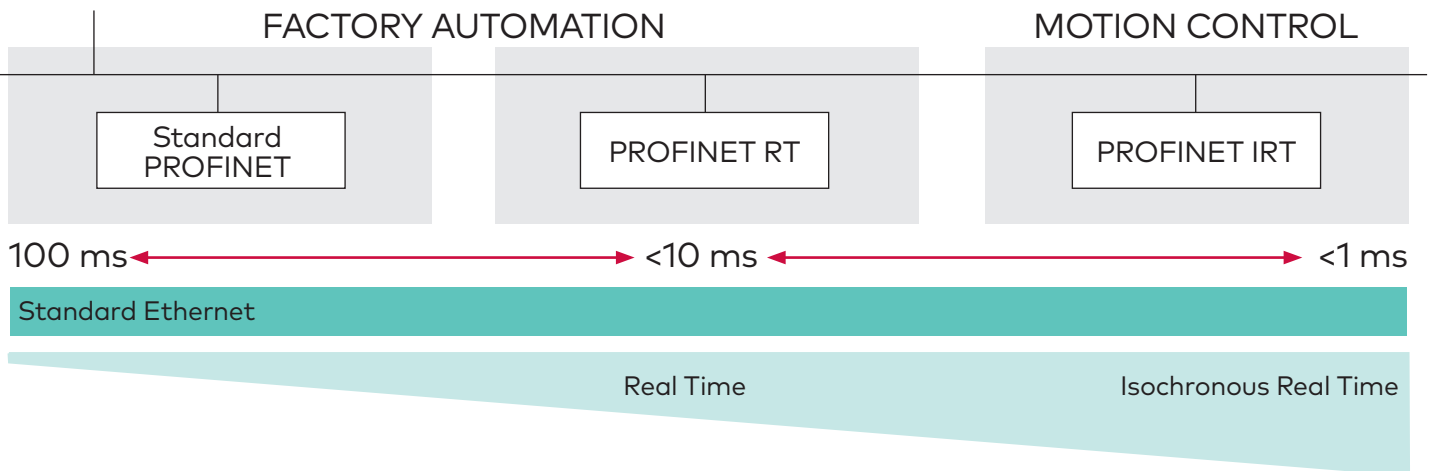 FACTORY AUTOMATION
MOTION CONTROL
Standard
PROFINET
PROFINET RT
PROFINET IRT
100 ms
<10 ms
<1 ms
Standard Ethernet
Real Time
Isochronous Real Time